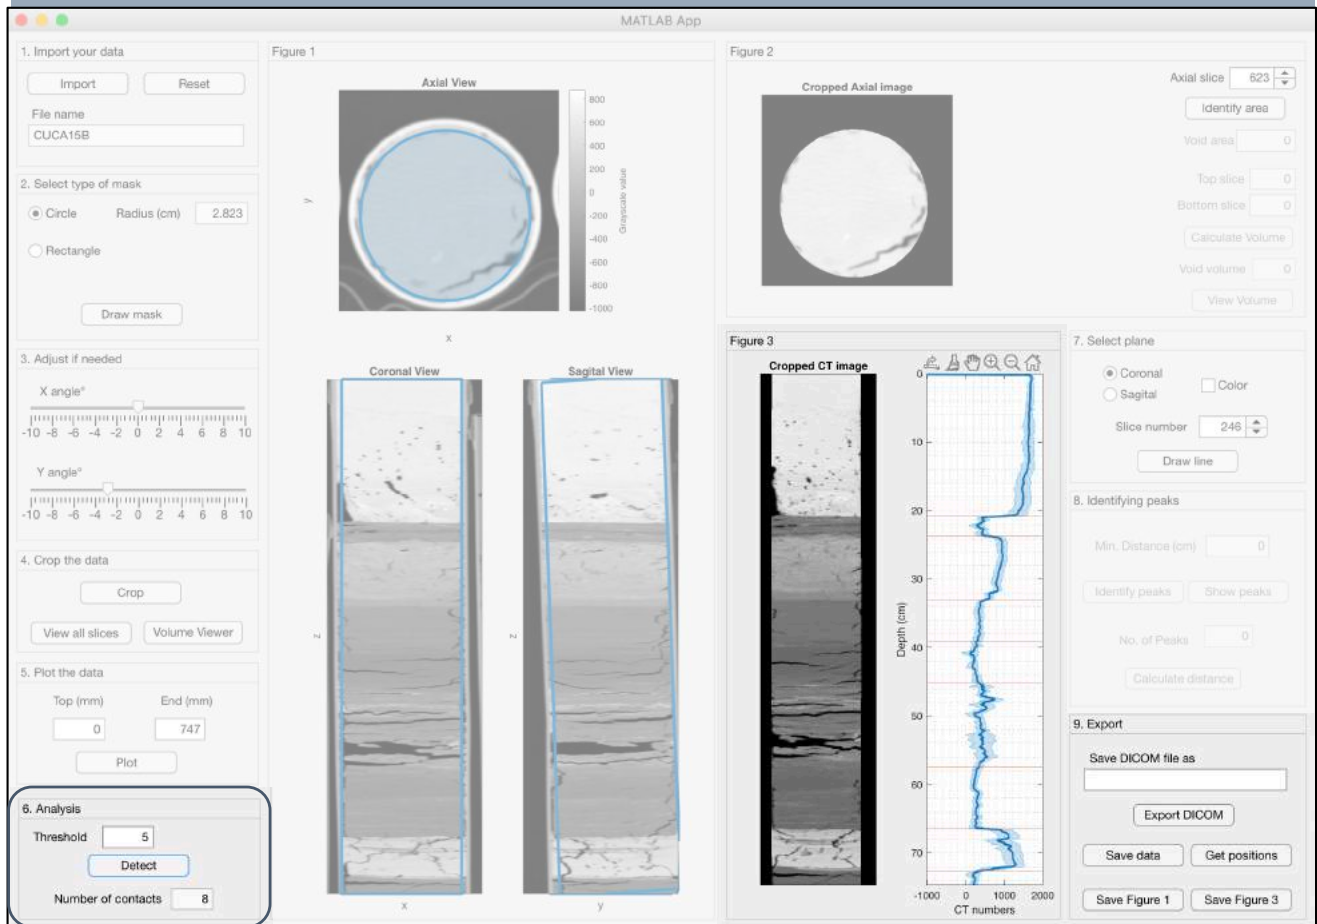 MATLAB App
1. Import your data
Import Reset
File name
CUCA15B
2. Select type of mask
Circle Radius (cm) 2.823
Rectangle
Draw mask
3. Adjust if needed
X angle°
-10 -8 -6 -4 -2 0 2 4 6 8 10
Y angle°
-10 -8 -6 -4 -2 0 2 4 6 8 10
4. Crop the data
Crop
View all slices Volume Viewer
5. Plot the data
Top (mm) End (mm)
0 747
Plot
6. Analysis
Threshold 5
Detect
Number of contacts 8
Figure 1
Axial View
y
x
800
600
400
200
0
-200
-400
-600
-800
-1000
Grayscale value
Coronal View
z
x
Sagital View
z
y
Figure 2
Cropped Axial image
Axial slice 623
Identify area
Void area 0
Top slice 0
Bottom slice 0
Calculate Volume
Void volume 0
View Volume
Figure 3
Cropped CT image
0
10
20
30
40
50
60
70
Depth (cm)
-1000 0 1000 2000
CT numbers
7. Select plane
Coronal
Sagital
Color
Slice number 246
Draw line
8. Identifying peaks
Min. Distance (cm) 0
Identify peaks Show peaks
No. of Peaks 0
Calculate distance
9. Export
Save DICOM file as
Export DICOM
Save data Get positions
Save Figure 1 Save Figure 3